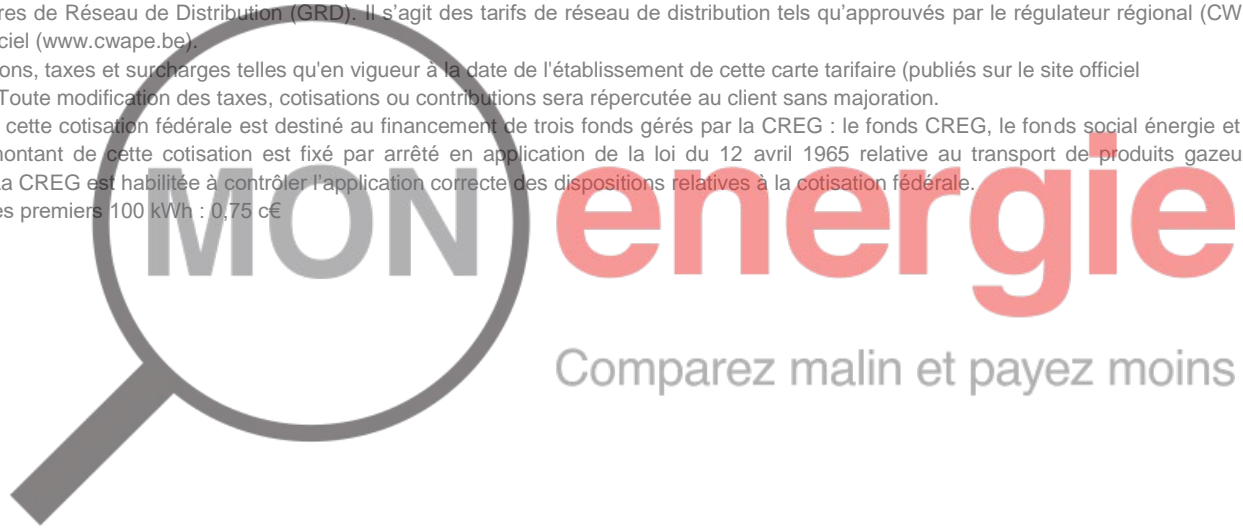 res de Réseau de Distribution (GRD). Il s’agit des tarifs de réseau de distribution tels qu’approuvés par le régulateur régional (CW
ciel (www.cwape.be).
ons, taxes et surcharges telles qu'en vigueur à la date de l'établissement de cette carte tarifaire (publiés sur le site officiel
Toute modification des taxes, cotisations ou contributions sera répercutée au client sans majoration.
cette cotisation fédérale est destiné au financement de trois fonds gérés par la CREG : le fonds CREG, le fonds social énergie et
montant de cette cotisation est fixé par arrêté en application de la loi du 12 avril 1965 relative au transport de produits gazeu
La CREG est habilitée à contrôler l’application correcte des dispositions relatives à la cotisation fédérale.
es premiers 100 kWh : 0,75 c€
MON energie
Comparez malin et payez moins